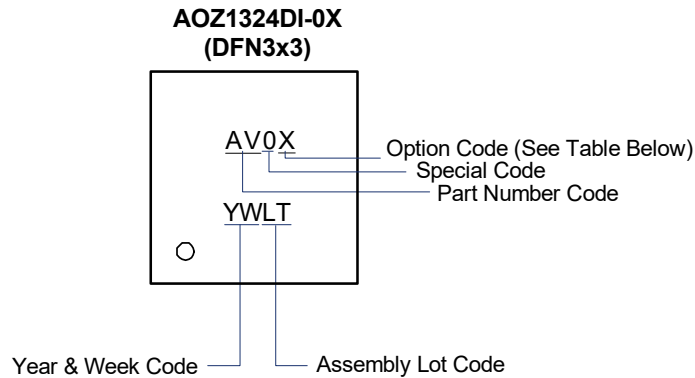 AOZ1324DI-0X
(DFN3x3)
AV0X
Option Code (See Table Below)
Special Code
Part Number Code
YWLT
Year & Week Code
Assembly Lot Code